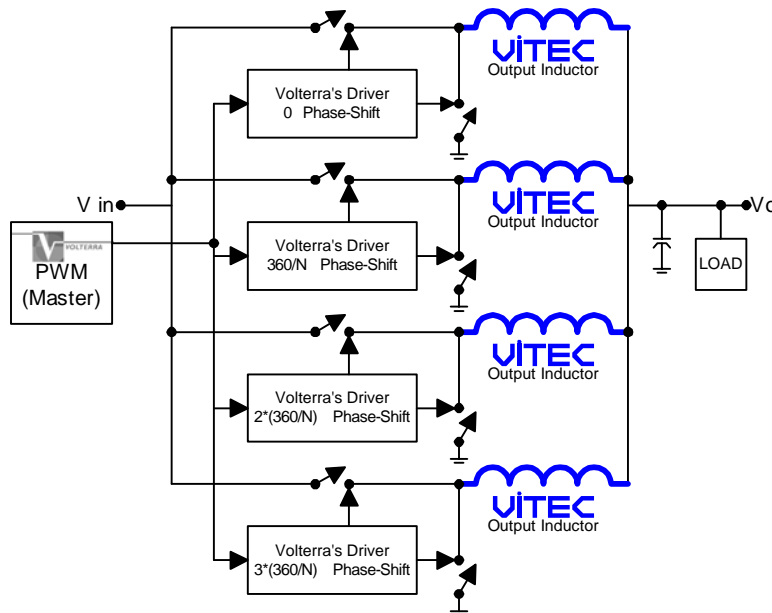 ViTEC
Output Inductor
Volterra's Driver
0 Phase-Shift
ViTEC
Output Inductor
V in
Vo
VOLTERRA
PWM
(Master)
Volterra's Driver
360/N Phase-Shift
LOAD
ViTEC
Output Inductor
Volterra's Driver
2*(360/N) Phase-Shift
ViTEC
Output Inductor
Volterra's Driver
3*(360/N) Phase-Shift